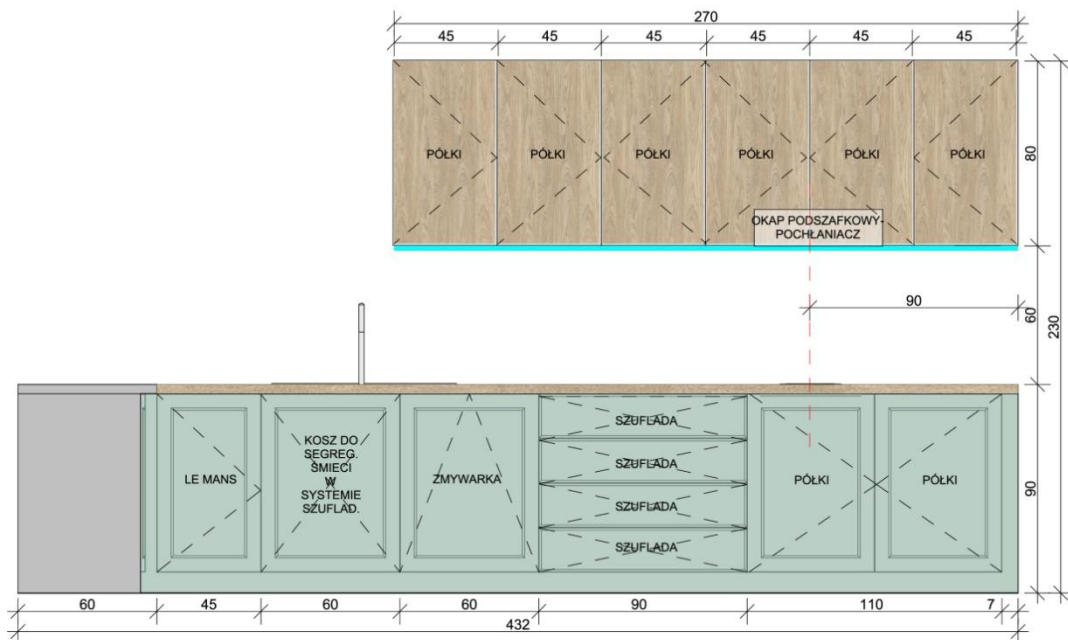 270
45 45 45 45 45 45
PÓŁKI PÓŁKI PÓŁKI PÓŁKI PÓŁKI PÓŁKI
80
OKAP PODSZAFKOWY-
POCHŁANIACZ
90
60
230
SZUFLADA
KOSZ DO
SEGREG.
ŚMIECI
W
SYSTEMIE
SZUFLAD.
SZUFLADA
LE MANS
ZMYWARKA
PÓŁKI PÓŁKI
90
SZUFLADA
SZUFLADA
60 45 60 60 90 110 7
432